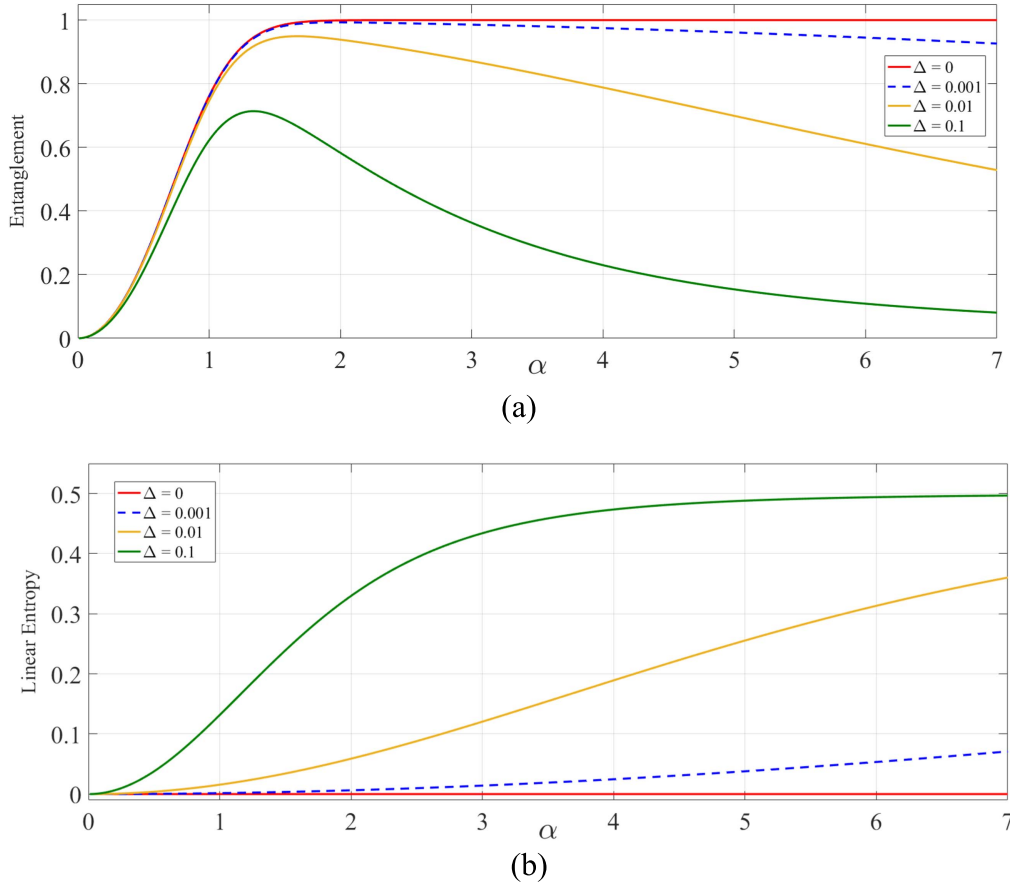 1
0.8
0.6
0.4
0.2
0
Entanglement
Δ = 0
Δ = 0.001
Δ = 0.01
Δ = 0.1
0 1 2 3 4 5 6 7
α
(a)
0.5
0.4
0.3
0.2
0.1
0
Linear Entropy
Δ = 0
Δ = 0.001
Δ = 0.01
Δ = 0.1
0 1 2 3 4 5 6 7
α
(b)